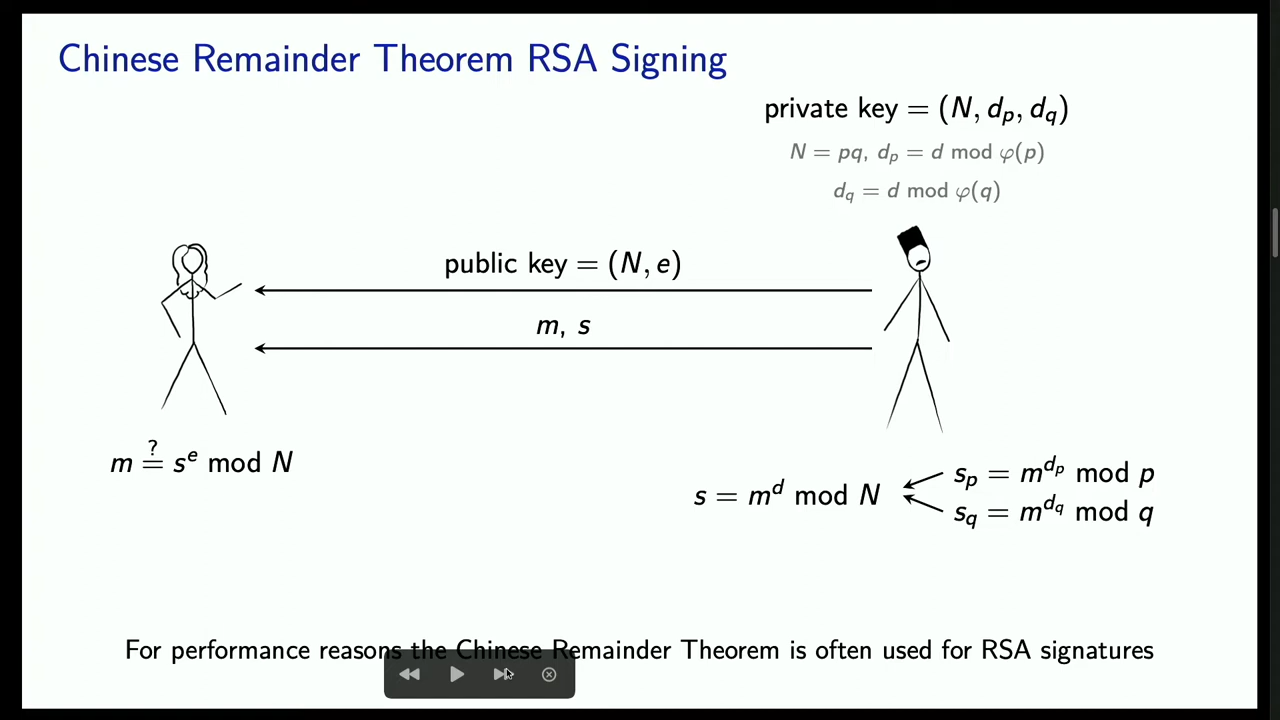 Chinese Remainder Theorem RSA Signing
private key = (N, d_p, d_q)
N = pq, d_p = d mod φ(p)
d_q = d mod φ(q)
public key = (N, e)
m, s
m ?= s^e mod N
s = m^d mod N
s_p = m^{d_p} mod p
s_q = m^{d_q} mod q
For performance reasons the Chinese Remainder Theorem is often used for RSA signatures